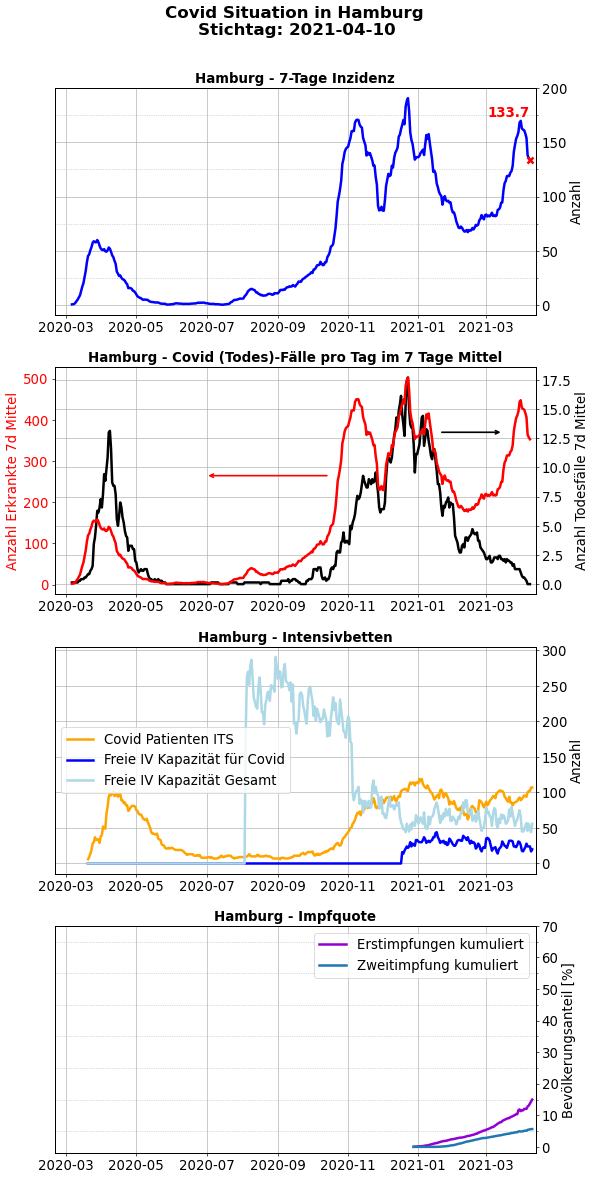 Covid Situation in Hamburg
Stichtag: 2021-04-10
Hamburg - 7-Tage Inzidenz
133.7
200
150
100
50
0
Anzahl
2020-03 2020-05 2020-07 2020-09 2020-11 2021-01 2021-03
Hamburg - Covid (Todes)-Fälle pro Tag im 7 Tage Mittel
Anzahl Erkrankte 7d Mittel
500
400
300
200
100
0
17.5
15.0
12.5
10.0
7.5
5.0
2.5
0.0
Anzahl Todesfälle 7d Mittel
2020-03 2020-05 2020-07 2020-09 2020-11 2021-01 2021-03
Hamburg - Intensivbetten
Covid Patienten ITS
Freie IV Kapazität für Covid
Freie IV Kapazität Gesamt
300
250
200
150
100
50
0
Anzahl
2020-03 2020-05 2020-07 2020-09 2020-11 2021-01 2021-03
Hamburg - Impfquote
Erstimpfungen kumuliert
Zweitimpfung kumuliert
70
60
50
40
30
20
10
0
Bevölkerungsanteil [%]
2020-03 2020-05 2020-07 2020-09 2020-11 2021-01 2021-03